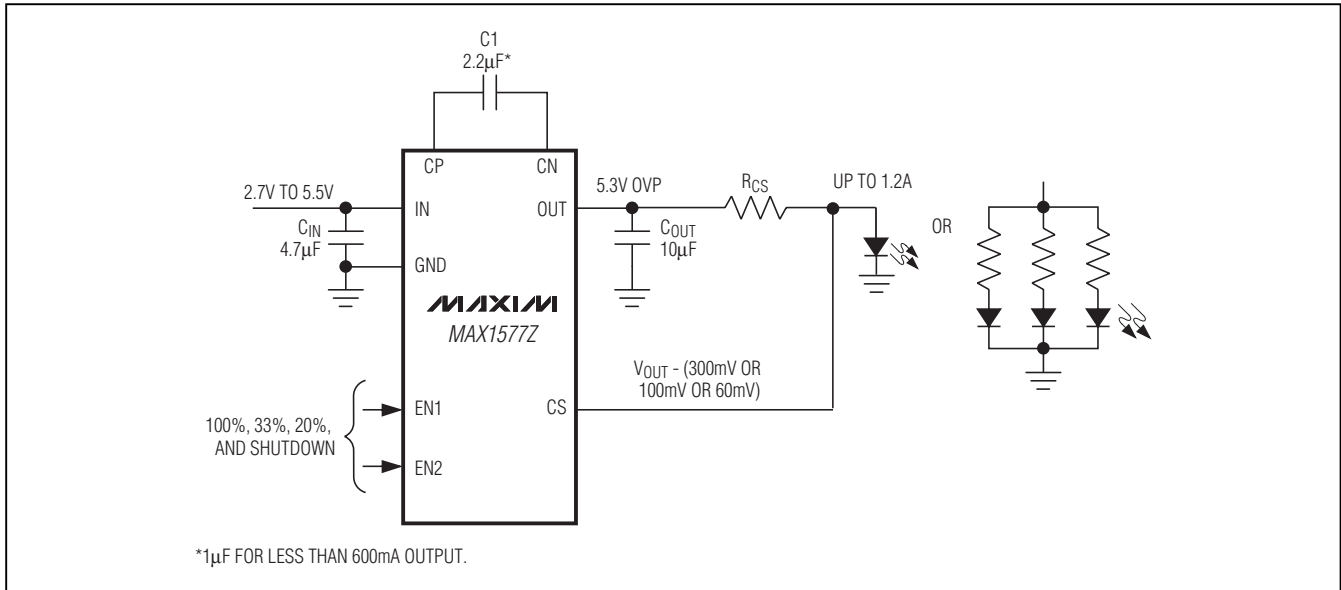 C1
2.2µF*
CP
CN
2.7V TO 5.5V
IN
CIN
4.7µF
GND
5.3V OVP
OUT
RCS
UP TO 1.2A
COUT
10µF
OR
MAXIM
MAX1577Z
VOUT - (300mV OR
100mV OR 60mV)
CS
100%, 33%, 20%,
AND SHUTDOWN
EN1
EN2
*1µF FOR LESS THAN 600mA OUTPUT.